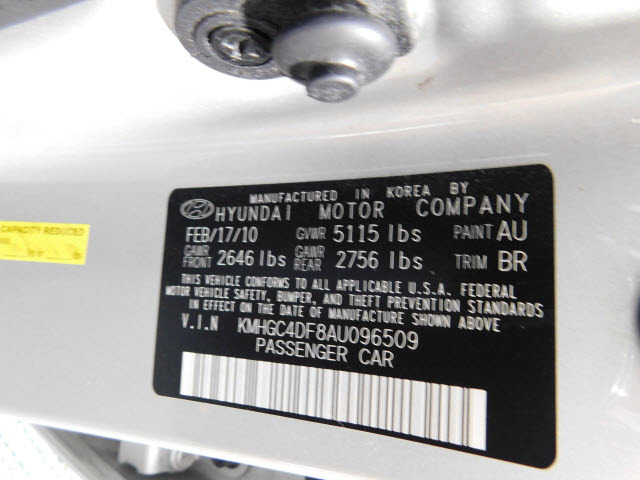 CAPACITY REDUCED
MANUFACTURED IN KOREA BY
HYUNDAI MOTOR COMPANY
FEB/17/10 GVWR 5115 lbs PAINT AU
GAWR FRONT 2646 lbs GAWR REAR 2756 lbs TRIM BR
THIS VEHICLE CONFORMS TO ALL APPLICABLE U.S.A. FEDERAL
MOTOR VEHICLE SAFETY, BUMPER, AND THEFT PREVENTION STANDARDS
IN EFFECT ON THE DATE OF MANUFACTURE SHOWN ABOVE
V.I.N KMHGC4DF8AU096509
PASSENGER CAR